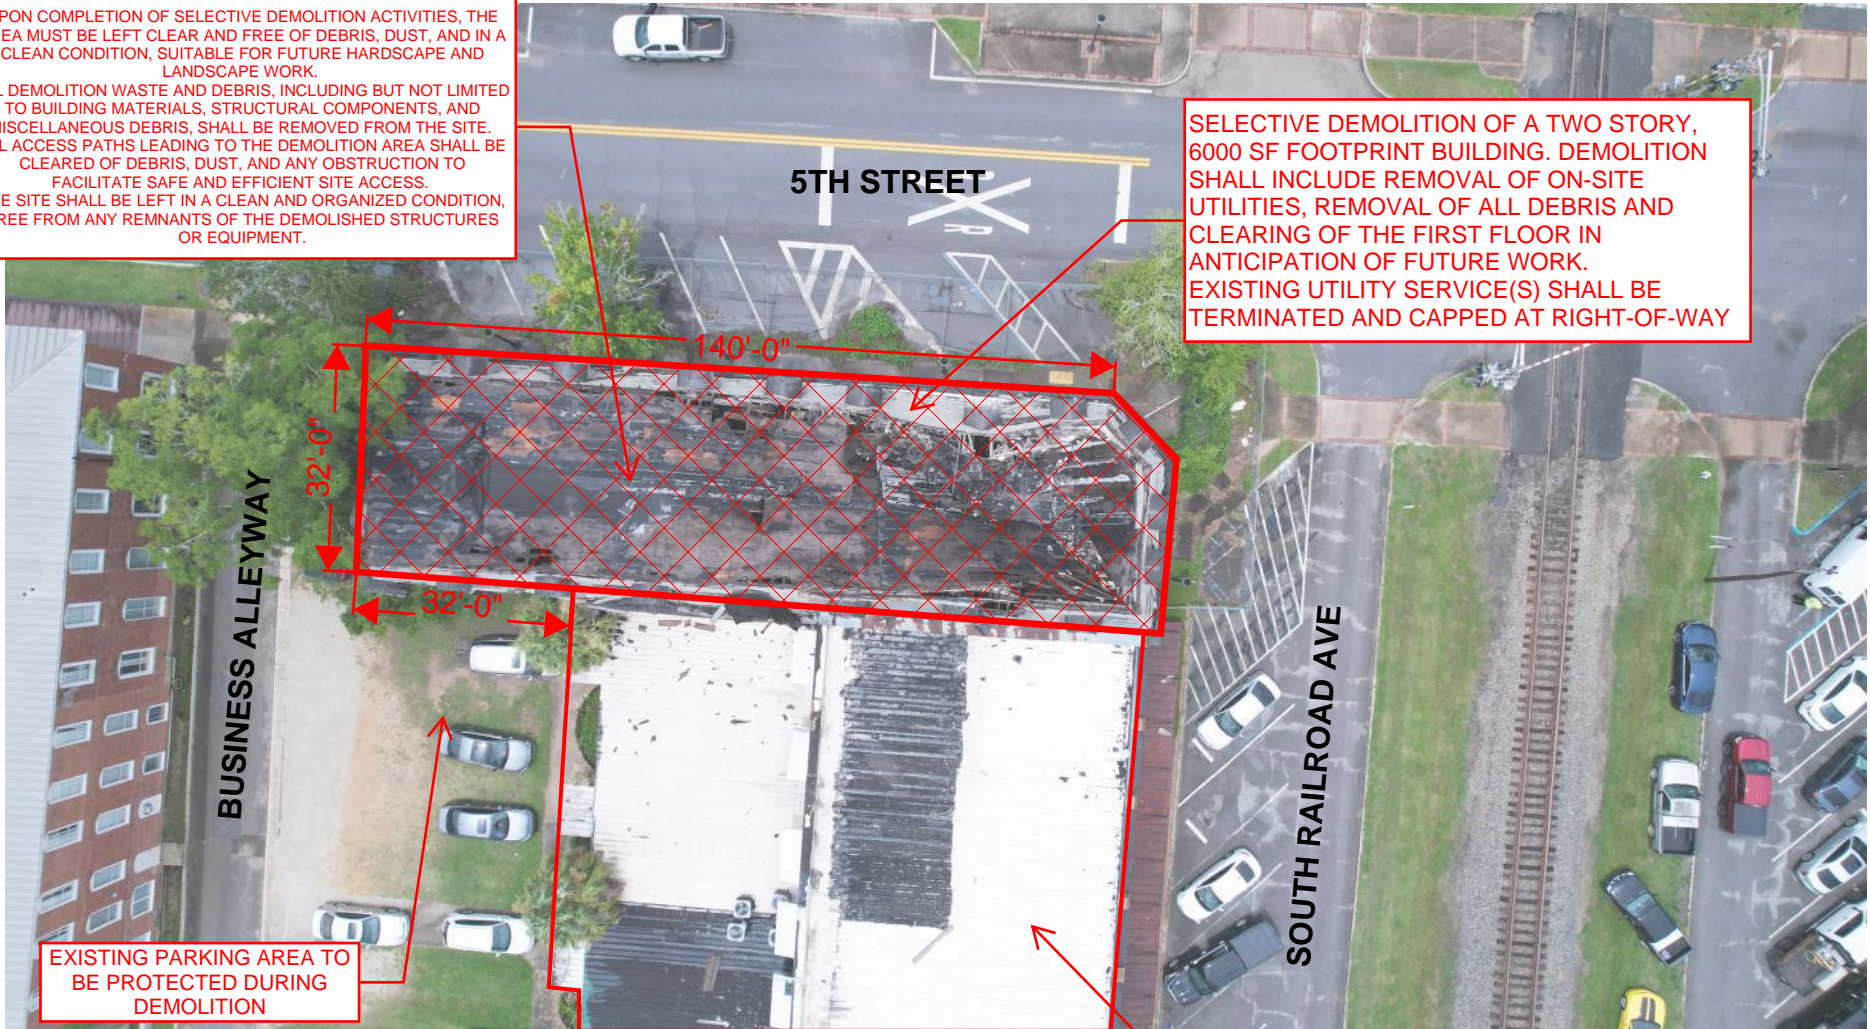 PON COMPLETION OF SELECTIVE DEMOLITION ACTIVITIES, THE
EA MUST BE LEFT CLEAR AND FREE OF DEBRIS, DUST, AND IN A
CLEAN CONDITION, SUITABLE FOR FUTURE HARDSCAPE AND
LANDSCAPE WORK.
L DEMOLITION WASTE AND DEBRIS, INCLUDING BUT NOT LIMITED
TO BUILDING MATERIALS, STRUCTURAL COMPONENTS, AND
ISCELLANEOUS DEBRIS, SHALL BE REMOVED FROM THE SITE.
L ACCESS PATHS LEADING TO THE DEMOLITION AREA SHALL BE
CLEARED OF DEBRIS, DUST, AND ANY OBSTRUCTION TO
FACILITATE SAFE AND EFFICIENT SITE ACCESS.
E SITE SHALL BE LEFT IN A CLEAN AND ORGANIZED CONDITION,
REE FROM ANY REMNANTS OF THE DEMOLISHED STRUCTURES
OR EQUIPMENT.
SELECTIVE DEMOLITION OF A TWO STORY,
6000 SF FOOTPRINT BUILDING. DEMOLITION
SHALL INCLUDE REMOVAL OF ON-SITE
UTILITIES, REMOVAL OF ALL DEBRIS AND
CLEARING OF THE FIRST FLOOR IN
ANTICIPATION OF FUTURE WORK.
EXISTING UTILITY SERVICE(S) SHALL BE
TERMINATED AND CAPPED AT RIGHT-OF-WAY
5TH STREET
R
140'-0"
32'-0"
32'-0"
BUSINESS ALLEYWAY
SOUTH RAILROAD AVE
EXISTING PARKING AREA TO
BE PROTECTED DURING
DEMOLITION